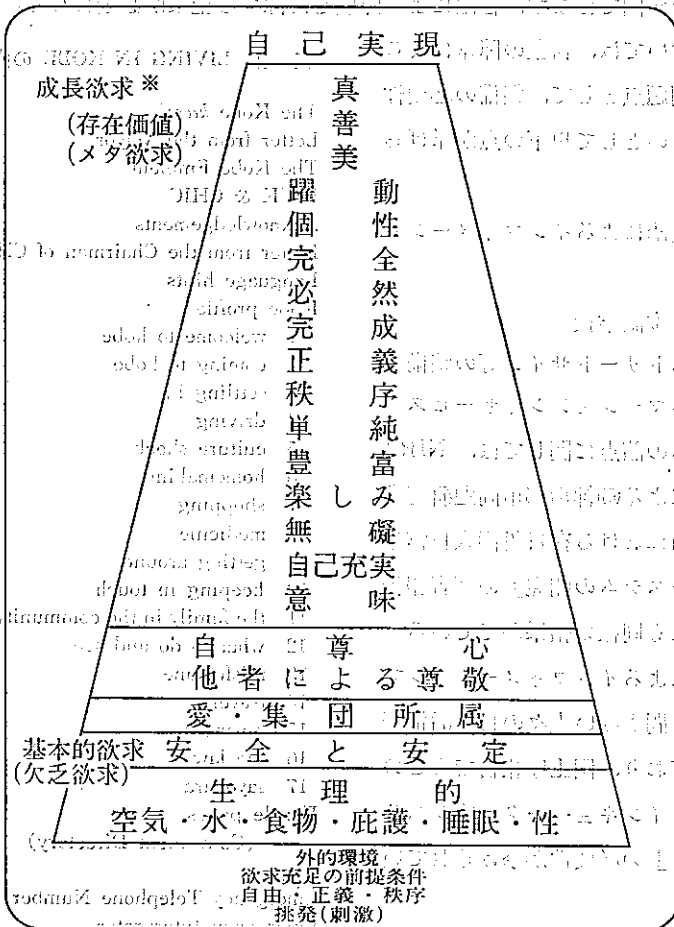 自己実現
成長欲求※
(存在価値)
(メタ欲求)
真
善
美
躍動
個性
完全
必然
完成
正義
秩序
単純
豊富
楽しみ
無礙
自己充実
意味
自尊心
他者による尊敬
愛・集団所属
基本的欲求
(欠乏欲求)
安全と安定
生理的
空気・水・食物・庇護・睡眠・性
外的環境
欲求充足の前提条件
自由・正義・秩序
挑発(刺激)